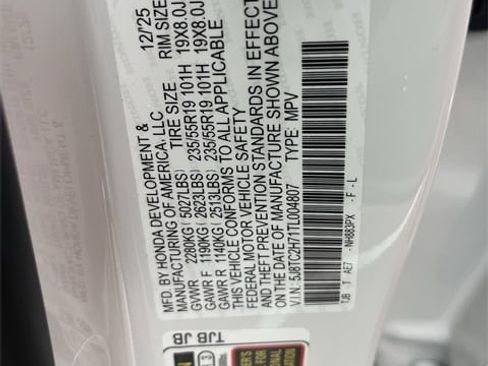 MFD. BY HONDA DEVELOPMENT & 12/25
MANUFACTURING OF AMERICA, LLC
TIRE SIZE RIM SIZE
GVWR 2280KG (5027LBS)
GAWR F 1190KG (2623LBS) 235/55R19 101H 19X8.0J
GAWR R 1140KG (2513LBS) 235/55R19 101H 19X8.0J
THIS VEHICLE CONFORMS TO ALL APPLICABLE
FEDERAL MOTOR VEHICLE SAFETY
AND THEFT PREVENTION STANDARDS IN EFFECT
ON THE DATE OF MANUFACTURE SHOWN ABOVE
V.I.N. 5J8TC2H71TL004807 TYPE: MPV
TJB T AE7 -NH883PX -F -L
TJB JB